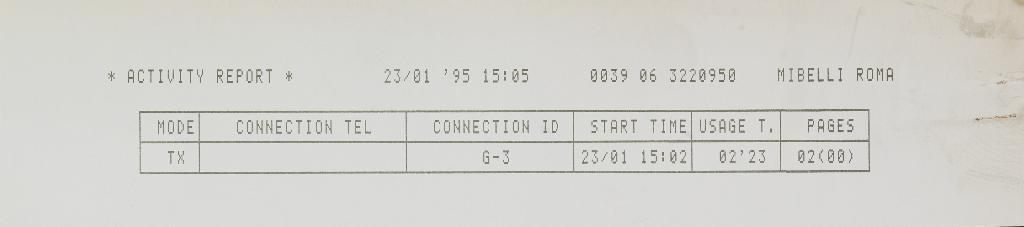 * ACTIVITY REPORT * 23/01 '95 15:05 0039 06 3220950 MIBELLI ROMA
MODE CONNECTION TEL CONNECTION ID START TIME USAGE T. PAGES
TX G-3 23/01 15:02 02'23 02(00)